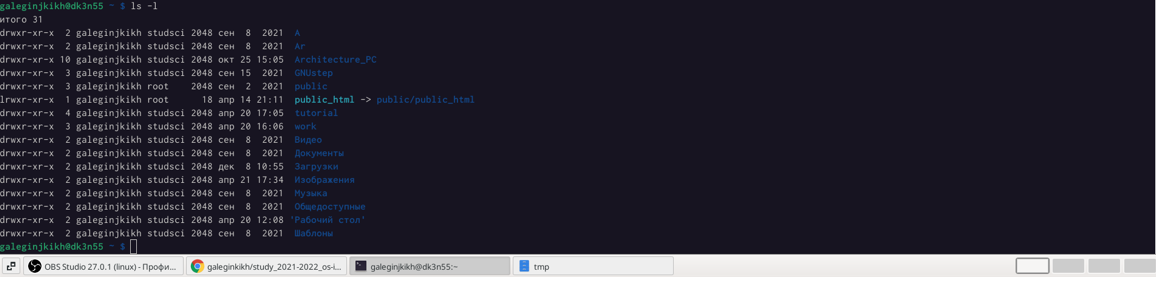 galeginjkikh@dk3n55 ~ $ ls -l
итого 31
drwxr-xr-x  2 galeginjkikh studsci 2048 сен  8  2021  A
drwxr-xr-x  2 galeginjkikh studsci 2048 сен  8  2021  Ar
drwxr-xr-x 10 galeginjkikh studsci 2048 окт 25 15:05  Architecture_PC
drwxr-xr-x  3 galeginjkikh studsci 2048 сен 15  2021  GNUstep
drwxr-xr-x  3 galeginjkikh root    2048 сен  2  2021  public
lrwxr-xr-x  1 galeginjkikh root      18 апр 14 21:11  public_html -> public/public_html
drwxr-xr-x  4 galeginjkikh studsci 2048 апр 20 17:05  tutorial
drwxr-xr-x  3 galeginjkikh studsci 2048 апр 20 16:06  work
drwxr-xr-x  2 galeginjkikh studsci 2048 сен  8  2021  Видео
drwxr-xr-x  2 galeginjkikh studsci 2048 сен  8  2021  Документы
drwxr-xr-x  2 galeginjkikh studsci 2048 дек  8 10:55  Загрузки
drwxr-xr-x  2 galeginjkikh studsci 2048 апр 21 17:34  Изображения
drwxr-xr-x  2 galeginjkikh studsci 2048 сен  8  2021  Музыка
drwxr-xr-x  2 galeginjkikh studsci 2048 сен  8  2021  Общедоступные
drwxr-xr-x  2 galeginjkikh studsci 2048 апр 20 12:08 'Рабочий стол'
drwxr-xr-x  2 galeginjkikh studsci 2048 сен  8  2021  Шаблоны
galeginjkikh@dk3n55 ~ $
OBS Studio 27.0.1 (linux) - Профи... galeginkikh/study_2021-2022_os-i... galeginjkikh@dk3n55:~ tmp